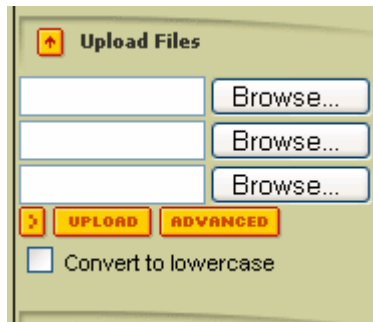 Upload Files
Browse...
Browse...
Browse...
UPLOAD ADVANCED
Convert to lowercase